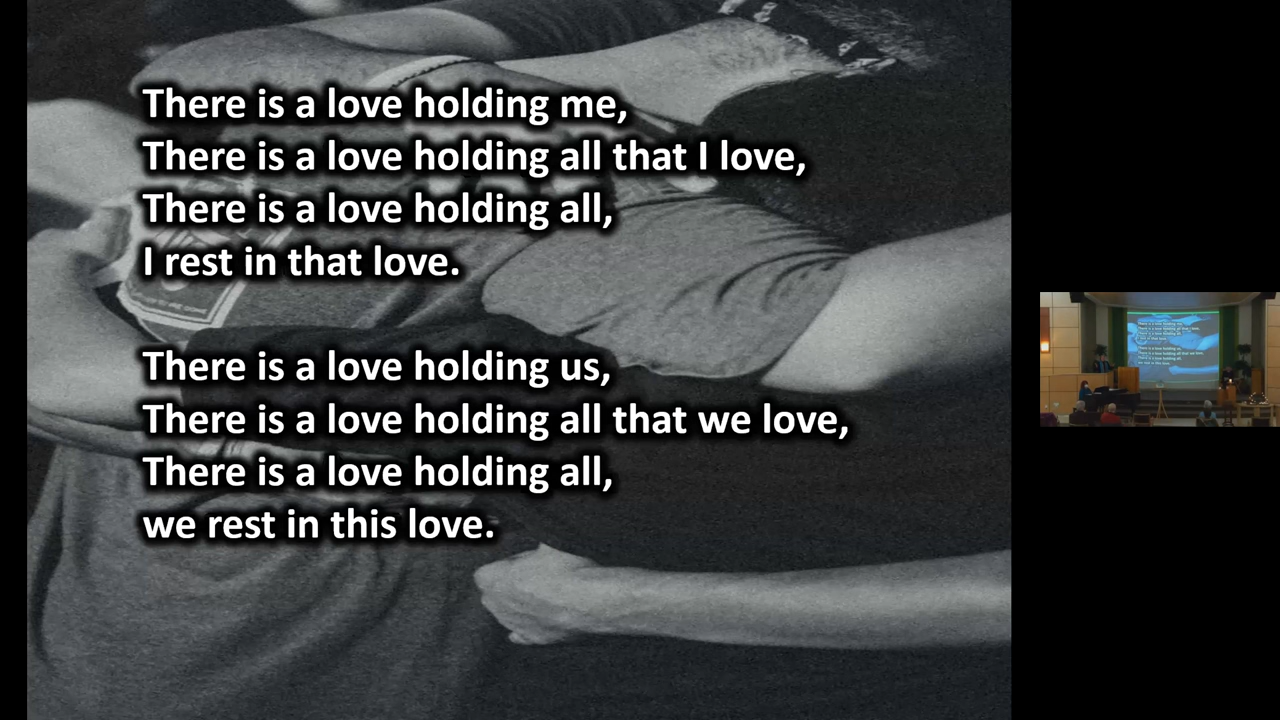 There is a love holding me,
There is a love holding all that I love,
There is a love holding all,
I rest in that love.
There is a love holding us,
There is a love holding all that we love,
There is a love holding all,
we rest in this love.